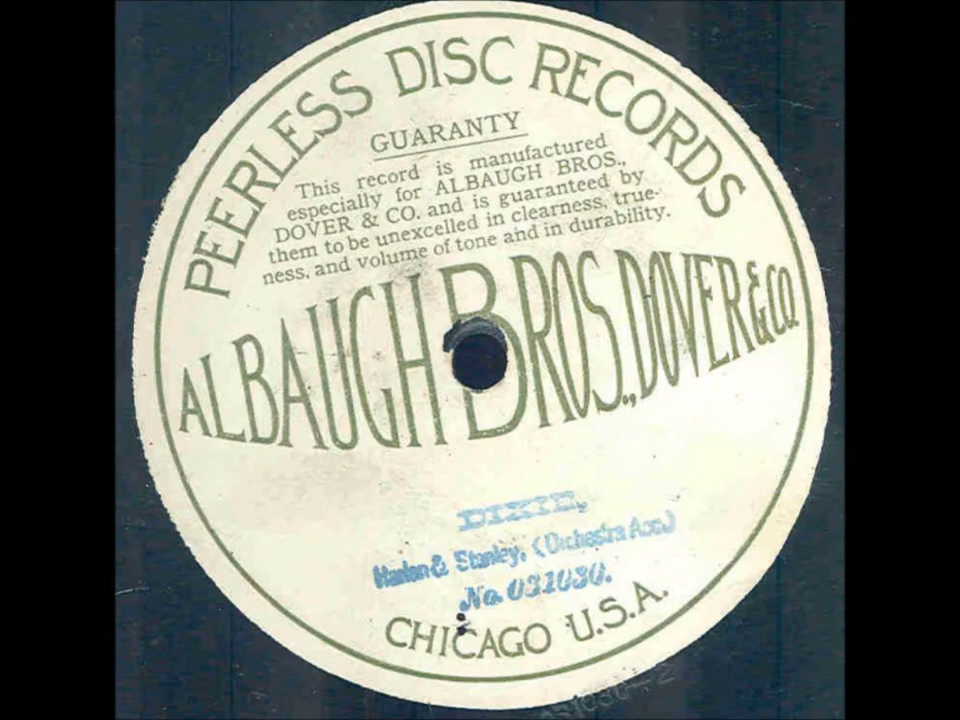 PEERLESS DISC RECORDS
GUARANTY
This record is manufactured
especially for ALBAUGH BROS.,
DOVER & CO. and is guaranteed by
them to be unexcelled in clearness, true-
ness, and volume of tone and in durability.
ALBAUGH BROS., DOVER & CO.
DIXIE,
Harlan & Stanley, (Orchestra Acc.)
No. 031030.
CHICAGO U.S.A.